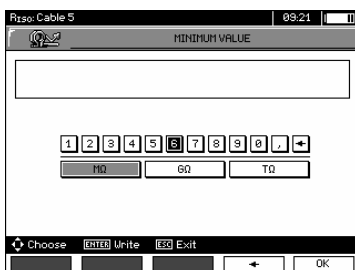 RISO: Cable 5 09:21
MINIMUM VALUE
1 2 3 4 5 6 7 8 9 0 , ←
MΩ GΩ TΩ
Choose ENTER Write ESC Exit
← OK